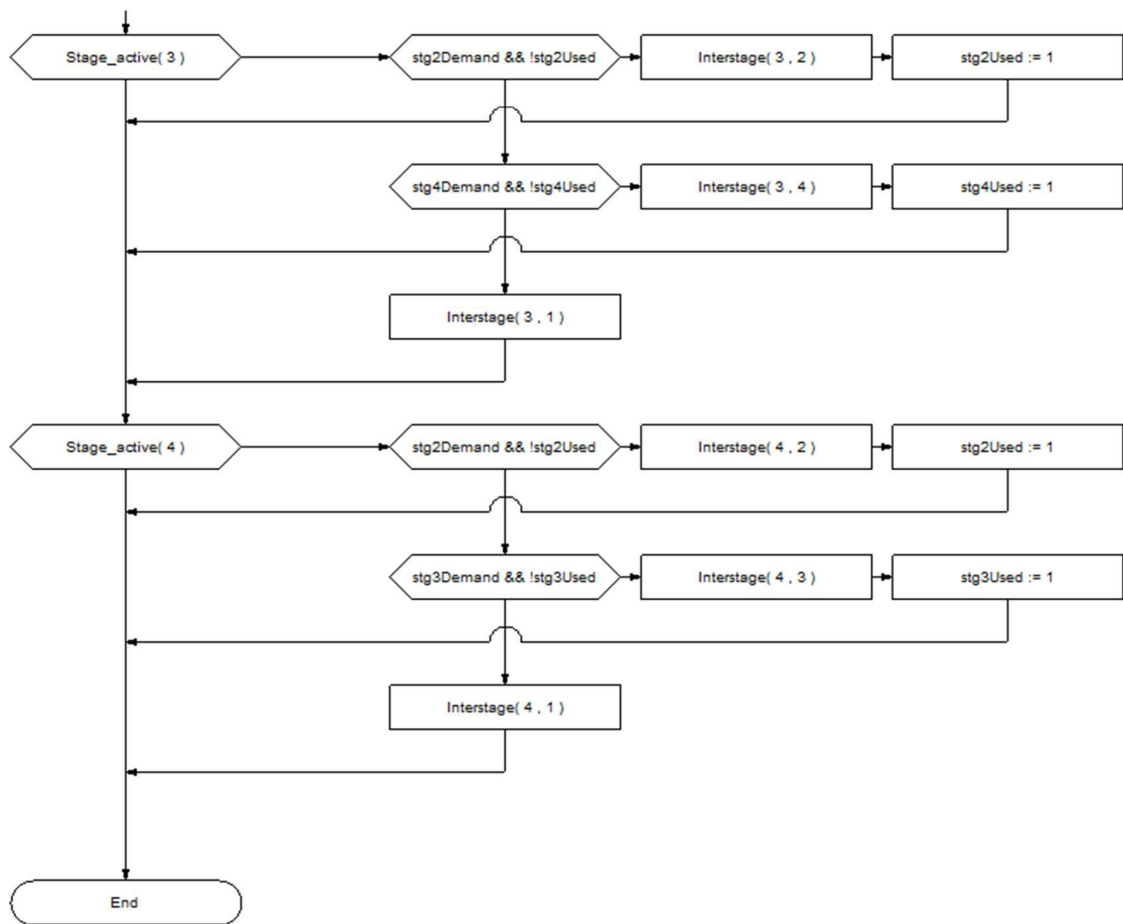 Stage_active( 3 )
stg2Demand && !stg2Used
Interstage( 3 , 2 )
stg2Used := 1
stg4Demand && !stg4Used
Interstage( 3 , 4 )
stg4Used := 1
Interstage( 3 , 1 )
Stage_active( 4 )
stg2Demand && !stg2Used
Interstage( 4 , 2 )
stg2Used := 1
stg3Demand && !stg3Used
Interstage( 4 , 3 )
stg3Used := 1
Interstage( 4 , 1 )
End